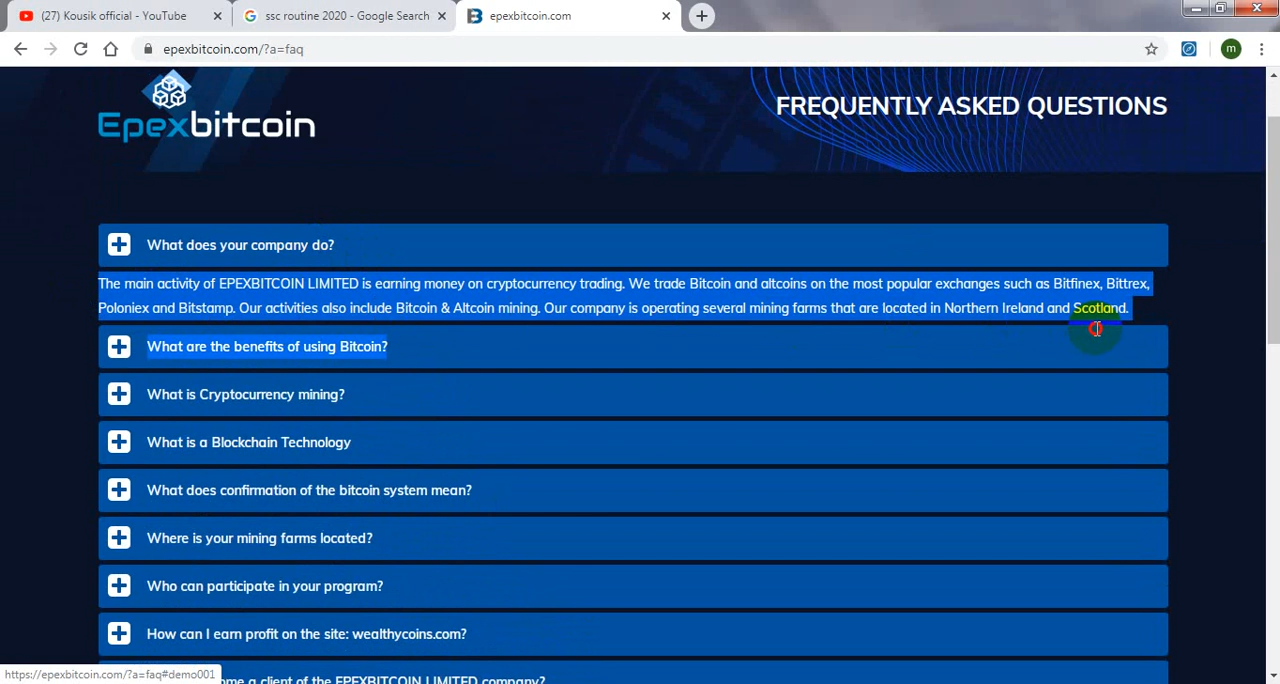 (27) Kousik official - YouTube
ssc routine 2020 - Google Search
epexbitcoin.com
epexbitcoin.com/?a=faq
m
Epexbitcoin
FREQUENTLY ASKED QUESTIONS
What does your company do?
The main activity of EPEXBITCOIN LIMITED is earning money on cryptocurrency trading. We trade Bitcoin and altcoins on the most popular exchanges such as Bitfinex, Bittrex,
Poloniex and Bitstamp. Our activities also include Bitcoin & Altcoin mining. Our company is operating several mining farms that are located in Northern Ireland and Scotland.
What are the benefits of using Bitcoin?
What is Cryptocurrency mining?
What is a Blockchain Technology
What does confirmation of the bitcoin system mean?
Where is your mining farms located?
Who can participate in your program?
How can I earn profit on the site: wealthycoins.com?
a client of the EPEXBITCOIN LIMITED company?
https://epexbitcoin.com/?a=faq#demo001